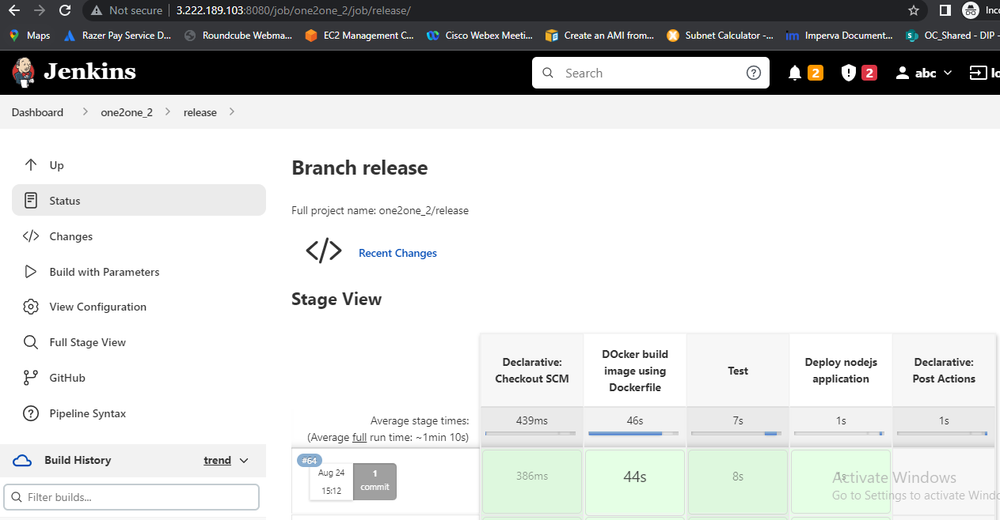 Not secure | 3.222.189.103:8080/job/one2one_2/job/release/ Inco
Maps Razer Pay Service D... Roundcube Webma... EC2 Management C... Cisco Webex Meeti... Create an AMI from... Subnet Calculator -... im Imperva Document... S OC_Shared - DIP -
Jenkins Search ? 2 2 abc lo
Dashboard > one2one_2 > release >
Up
Status
Changes
Build with Parameters
View Configuration
Full Stage View
GitHub
Pipeline Syntax
Build History trend
Filter builds...
Branch release
Full project name: one2one_2/release
</> Recent Changes
Stage View
Declarative:
Checkout SCM
DOcker build
image using
Dockerfile
Test
Deploy nodejs
application
Declarative:
Post Actions
Average stage times:
(Average full run time: ~1min 10s)
439ms 46s 7s 1s 1s
#64
Aug 24
15:12
1
commit
386ms 44s 8s 1s
Activate Windows
Go to Settings to activate Windo